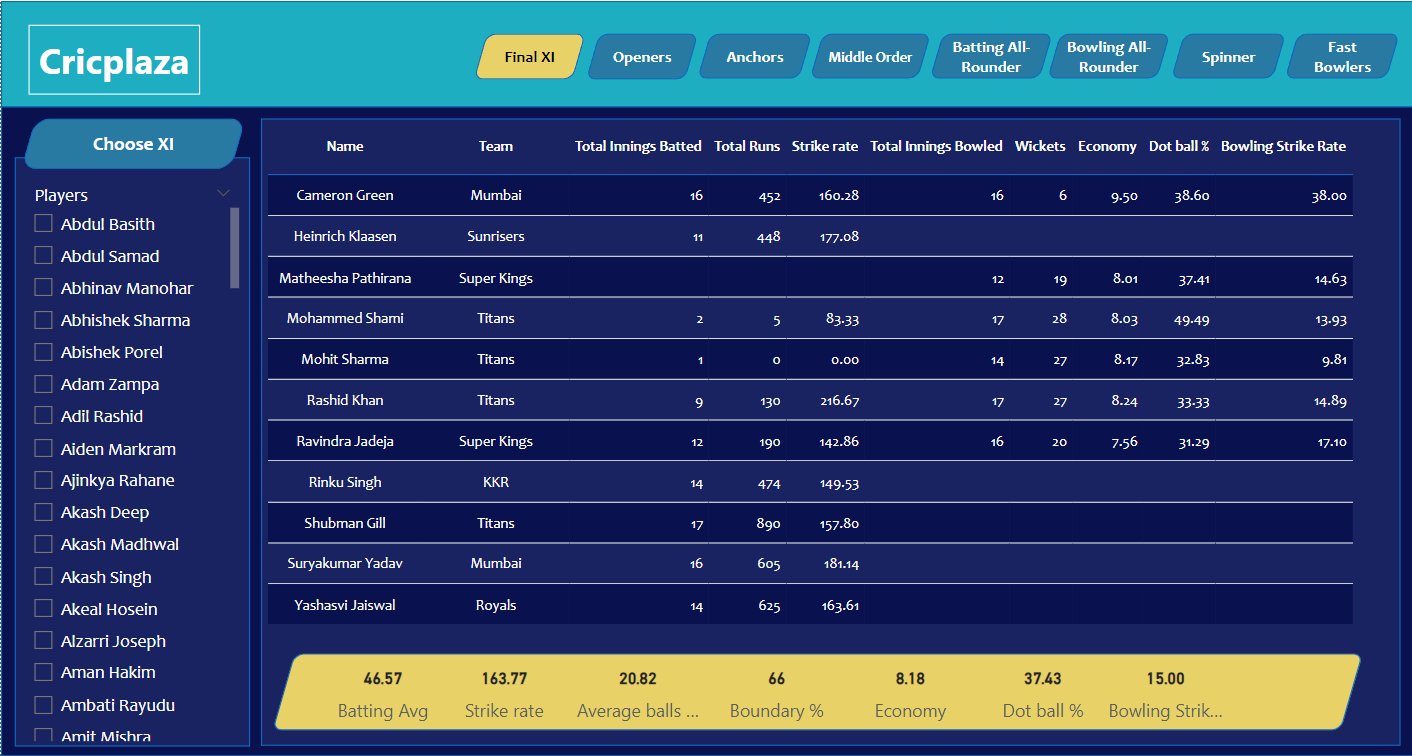 Cricplaza
Final XI
Openers
Anchors
Middle Order
Batting All-
Rounder
Bowling All-
Rounder
Spinner
Fast
Bowlers
Choose XI
Players
Abdul Basith
Abdul Samad
Abhinav Manohar
Abhishek Sharma
Abishek Porel
Adam Zampa
Adil Rashid
Aiden Markram
Ajinkya Rahane
Akash Deep
Akash Madhwal
Akash Singh
Akeal Hosein
Alzarri Joseph
Aman Hakim
Ambati Rayudu
Amit Mishra
Name Team Total Innings Batted Total Runs Strike rate Total Innings Bowled Wickets Economy Dot ball % Bowling Strike Rate
Cameron Green Mumbai 16 452 160.28 16 6 9.50 38.60 38.00
Heinrich Klaasen Sunrisers 11 448 177.08
Matheesha Pathirana Super Kings 12 19 8.01 37.41 14.63
Mohammed Shami Titans 2 5 83.33 17 28 8.03 49.49 13.93
Mohit Sharma Titans 1 0 0.00 14 27 8.17 32.83 9.81
Rashid Khan Titans 9 130 216.67 17 27 8.24 33.33 14.89
Ravindra Jadeja Super Kings 12 190 142.86 16 20 7.56 31.29 17.10
Rinku Singh KKR 14 474 149.53
Shubman Gill Titans 17 890 157.80
Suryakumar Yadav Mumbai 16 605 181.14
Yashasvi Jaiswal Royals 14 625 163.61
46.57 163.77 20.82 66 8.18 37.43 15.00
Batting Avg Strike rate Average balls ... Boundary % Economy Dot ball % Bowling Strik...